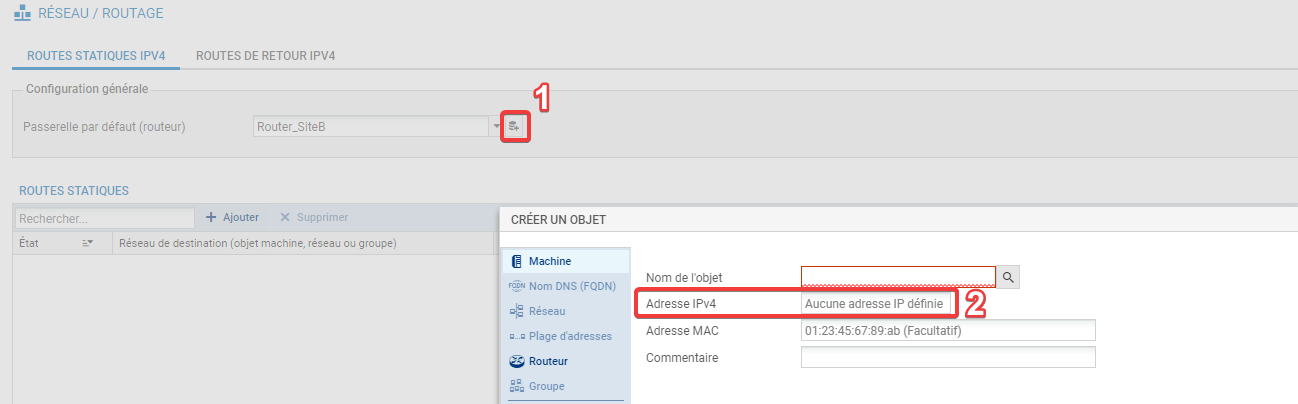 RÉSEAU / ROUTAGE
ROUTES STATIQUES IPV4 ROUTES DE RETOUR IPV4
Configuration générale
1
Passerelle par défaut (routeur) Router_SiteB
ROUTES STATIQUES
Rechercher... + Ajouter × Supprimer
État Réseau de destination (objet machine, réseau ou groupe)
CRÉER UN OBJET
Machine
Nom DNS (FQDN)
Réseau
Plage d'adresses
Routeur
Groupe
Nom de l'objet
Adresse IPv4 Aucune adresse IP définie 2
Adresse MAC 01:23:45:67:89:ab (Facultatif)
Commentaire